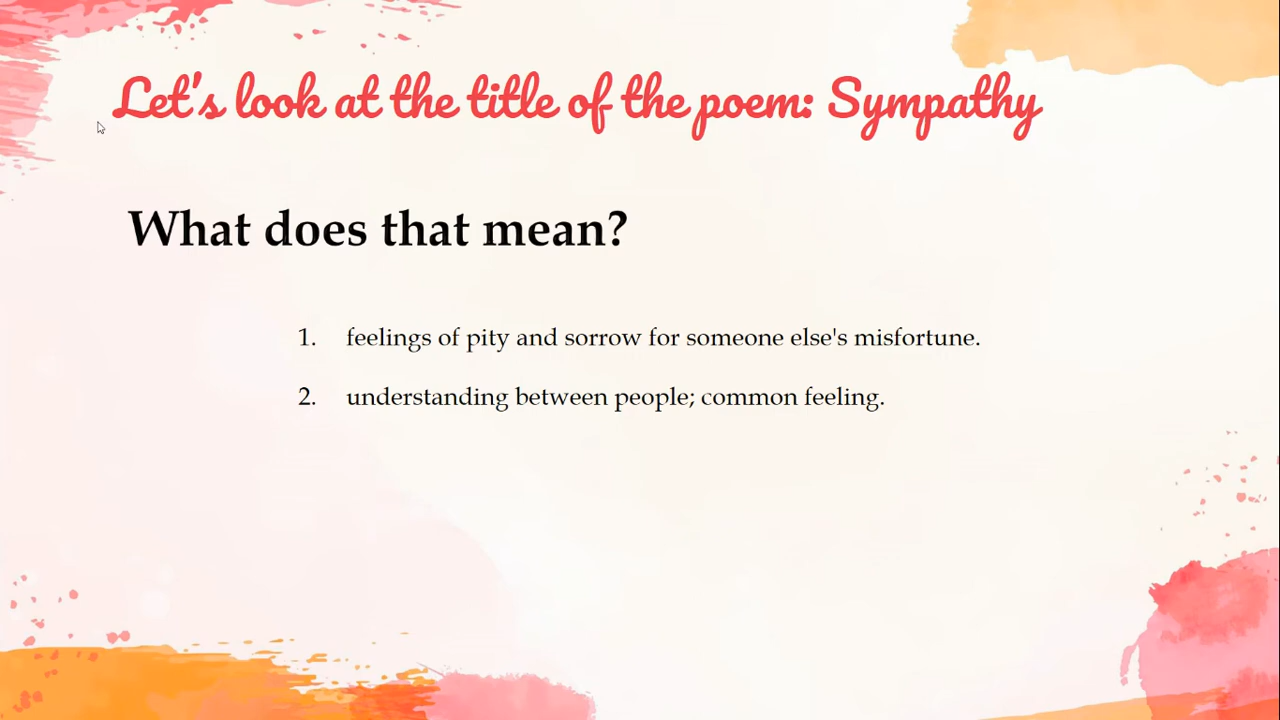 Let's look at the title of the poem: Sympathy
What does that mean?
1. feelings of pity and sorrow for someone else's misfortune.
2. understanding between people; common feeling.